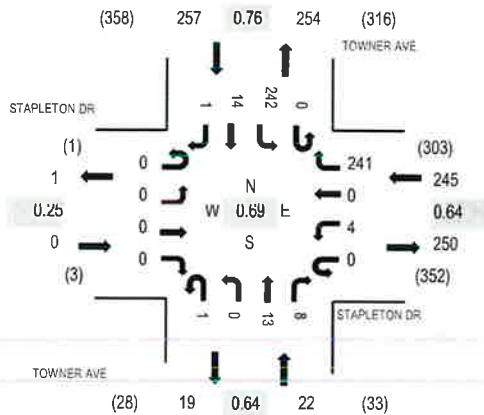 (358) 257 0.76 254 (316)
TOWNER AVE
1 14 242 0
STAPLETON DR
(1) 0 241 (303)
1 0 N 0 245
0.25 W 0.69 E 0.64
0 0 S 4 250
(3) 0 0 (352)
1 0 13 8
STAPLETON DR
TOWNER AVE
(28) 19 0.64 22 (33)